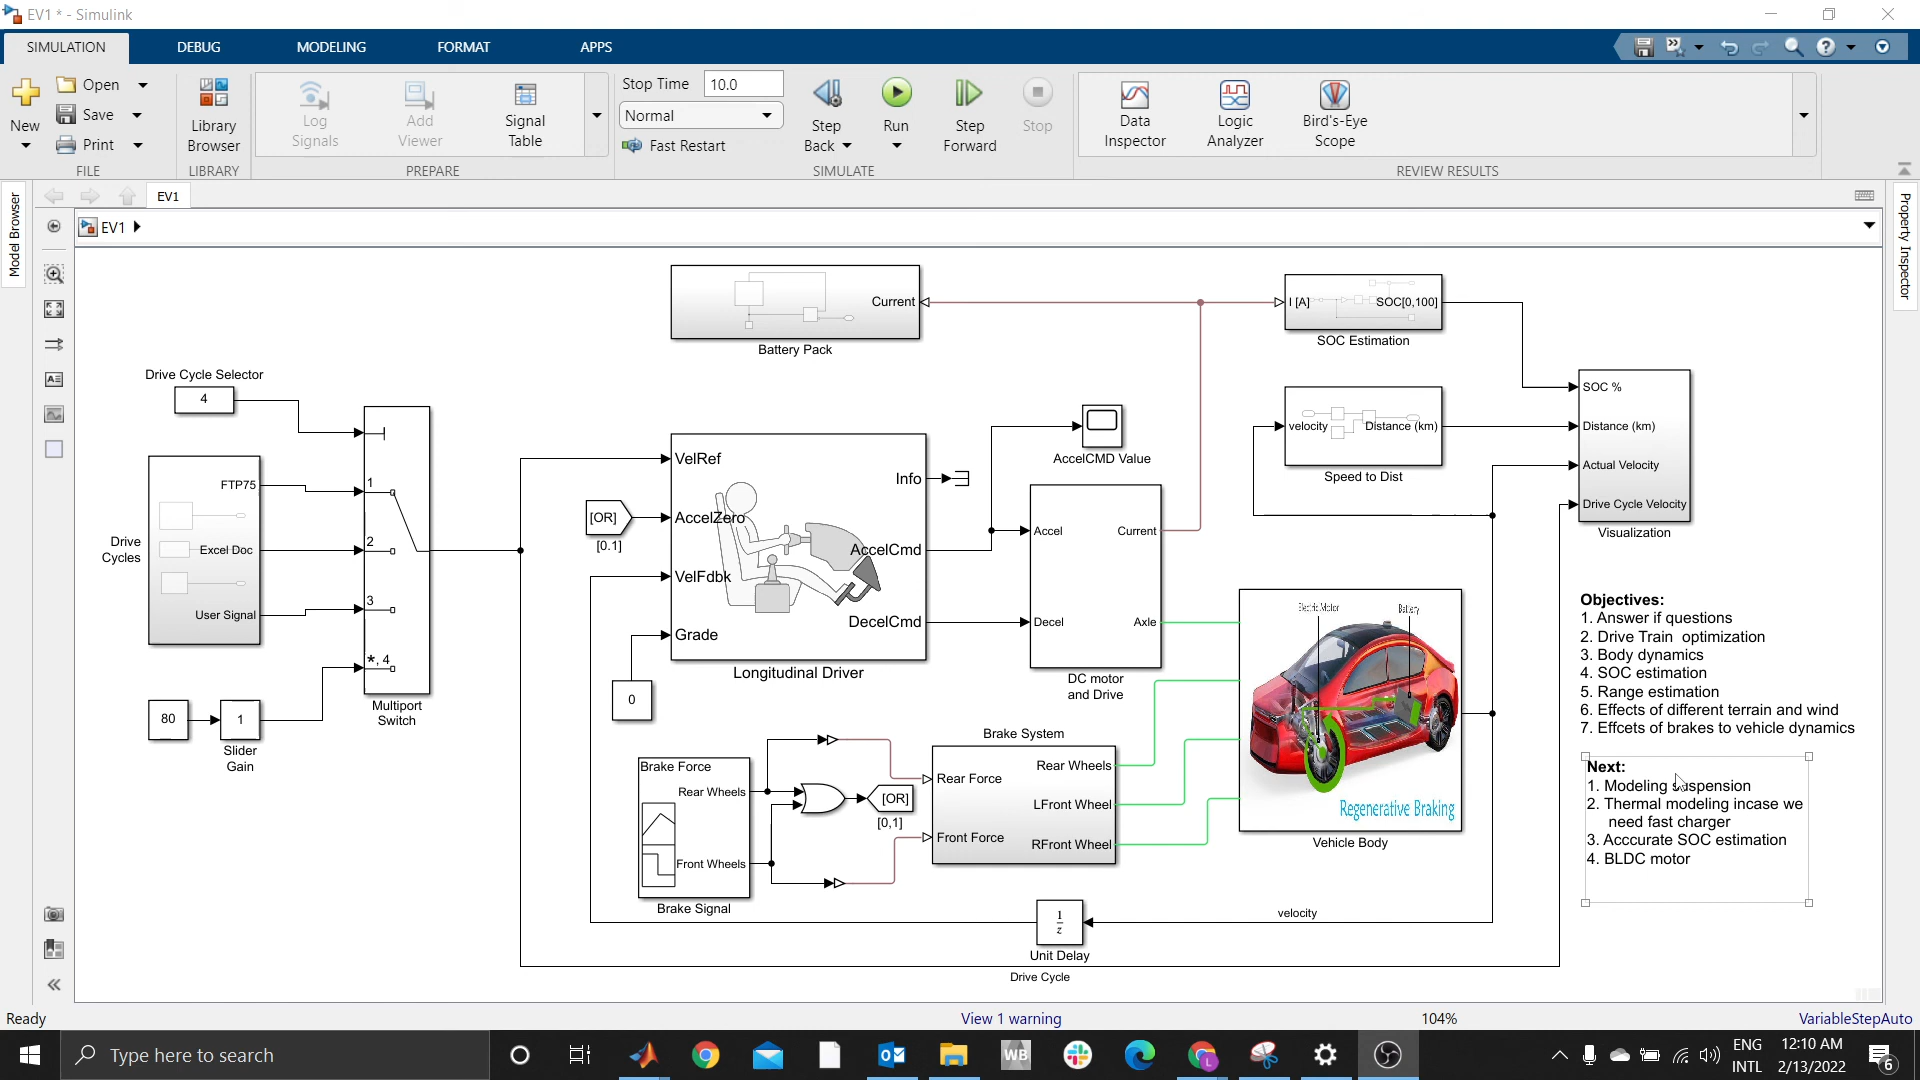 EV1 * - Simulink
SIMULATION
DEBUG
MODELING
FORMAT
APPS
New
Open
Save
Print
FILE
Library
Browser
LIBRARY
Log
Signals
Add
Viewer
Signal
Table
PREPARE
Stop Time
10.0
Normal
Fast Restart
Step
Back
Run
Step
Forward
Stop
SIMULATE
Data
Inspector
Logic
Analyzer
Bird's-Eye
Scope
REVIEW RESULTS
Model Browser
Property Inspector
EV1
EV1
Current
Battery Pack
I [A]
SOC[0,100]
SOC Estimation
Drive Cycle Selector
4
Drive
Cycles
FTP75
Excel Doc
User Signal
1
2
3
*, 4
Multiport
Switch
80
1
Slider
Gain
[OR]
[0.1]
0
VelRef
AccelZero
VelFdbk
Grade
Info
AccelCmd
DecelCmd
Longitudinal Driver
AccelCMD Value
Accel
Decel
Current
Axle
DC motor
and Drive
velocity
Distance (km)
Speed to Dist
SOC %
Distance (km)
Actual Velocity
Drive Cycle Velocity
Visualization
Brake Force
Rear Wheels
Front Wheels
Brake Signal
[OR]
[0,1]
Brake System
Rear Force
Front Force
Rear Wheels
LFront Wheel
RFront Wheel
Electric Motor
Battery
Regenerative Braking
Vehicle Body
1
z
Unit Delay
velocity
Drive Cycle
Objectives:
1. Answer if questions
2. Drive Train optimization
3. Body dynamics
4. SOC estimation
5. Range estimation
6. Effects of different terrain and wind
7. Effcets of brakes to vehicle dynamics
Next:
1. Modeling suspension
2. Thermal modeling incase we
need fast charger
3. Acccurate SOC estimation
4. BLDC motor
Ready
View 1 warning
104%
VariableStepAuto
Type here to search
WB
L
ENG
INTL
12:10 AM
2/13/2022
6